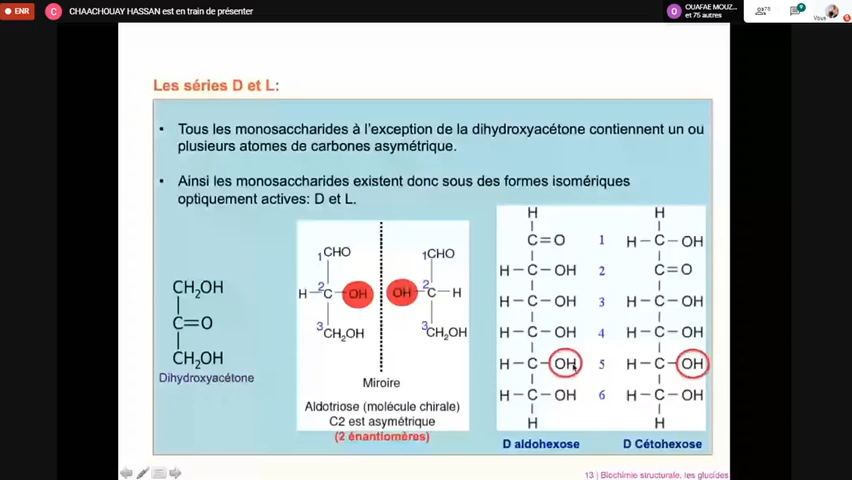 ENR
C
CHAACHOUAY HASSAN est en train de présenter
O
OUAFAE MOUZ...
et 75 autres
78
9
Vous
Les séries D et L:
• Tous les monosaccharides à l'exception de la dihydroxyacétone contiennent un ou
plusieurs atomes de carbones asymétrique.
• Ainsi les monosaccharides existent donc sous des formes isomériques
optiquement actives: D et L.
CH2OH
C=O
CH2OH
Dihydroxyacétone
1CHO
H—2C—OH
3CH2OH
1CHO
OH—2C—H
3CH2OH
Miroire
Aldotriose (molécule chirale)
C2 est asymétrique
(2 énantiomères)
H
C=O
H—C—OH
H—C—OH
H—C—OH
H—C—OH
H—C—OH
H
D aldohexose
1
2
3
4
5
6
H
H—C—OH
C=O
H—C—OH
H—C—OH
H—C—OH
H—C—OH
H
D Cétohexose
13 | Biochimie structurale, les glucides